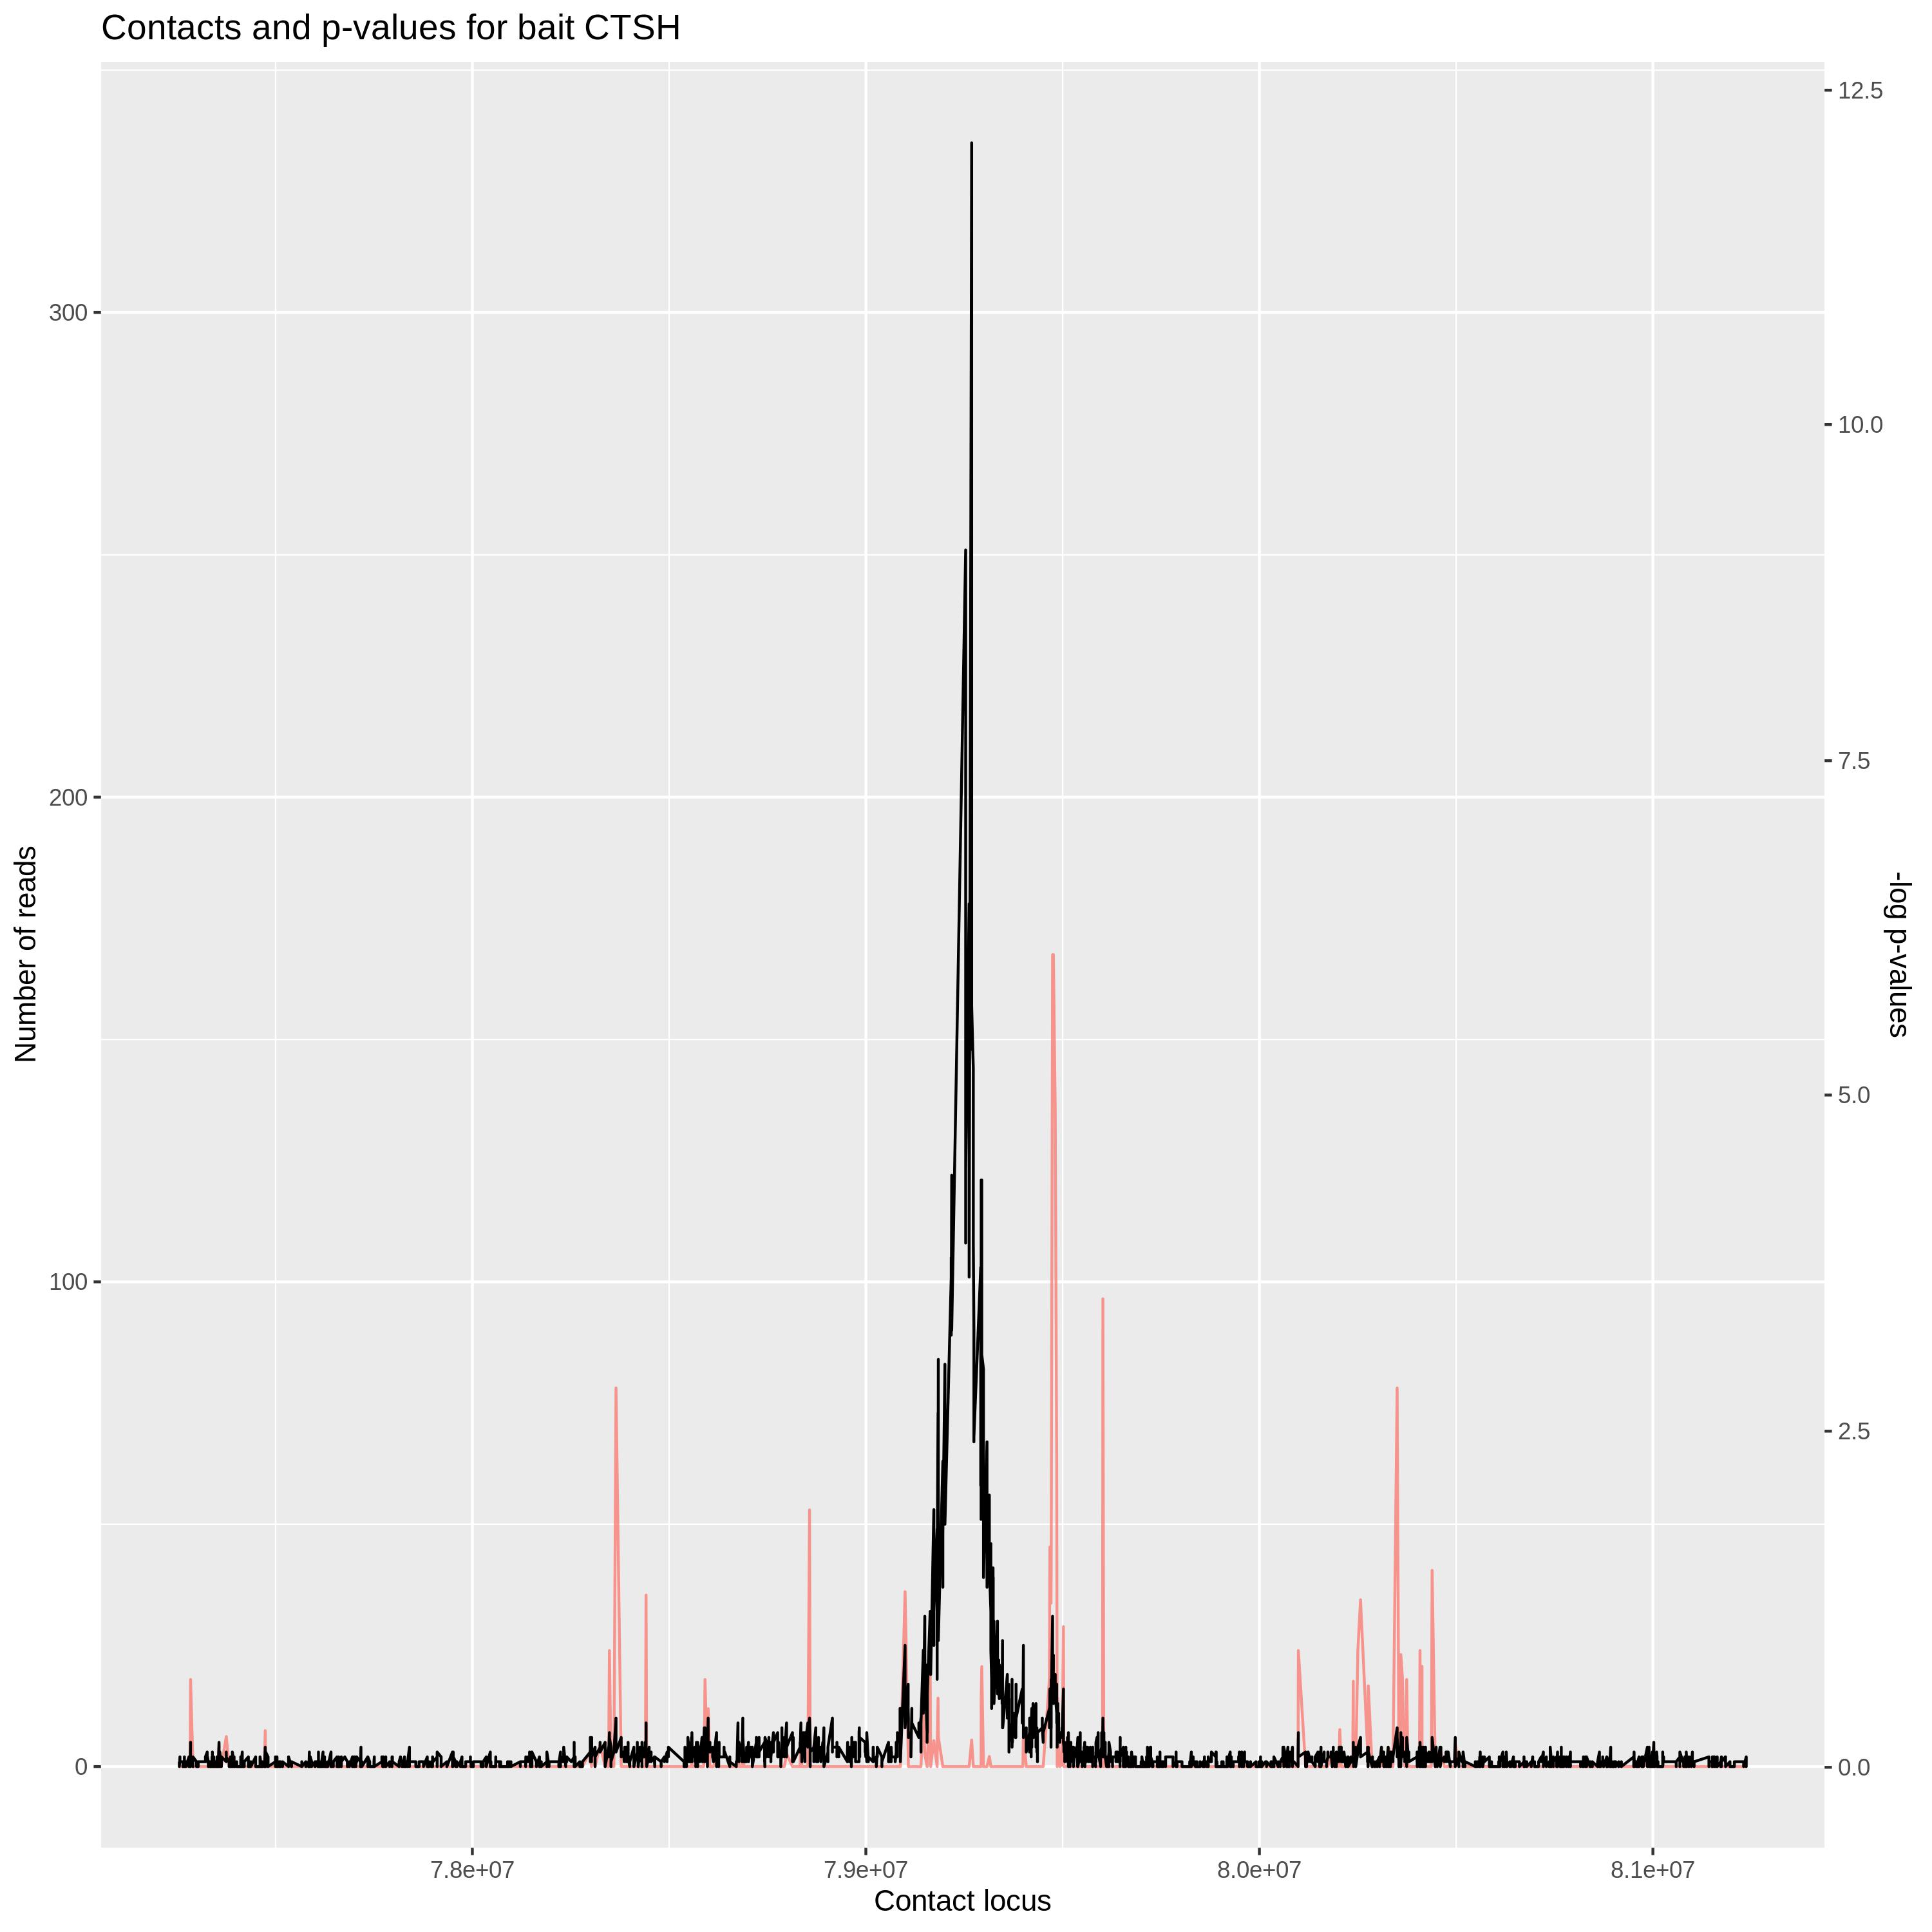 Contacts and p-values for bait CTSH
12.5
300
10.0
7.5
200
Number of reads
-log p-values
5.0
100
2.5
0
0.0
7.8e+07
7.9e+07
8.0e+07
8.1e+07
Contact locus